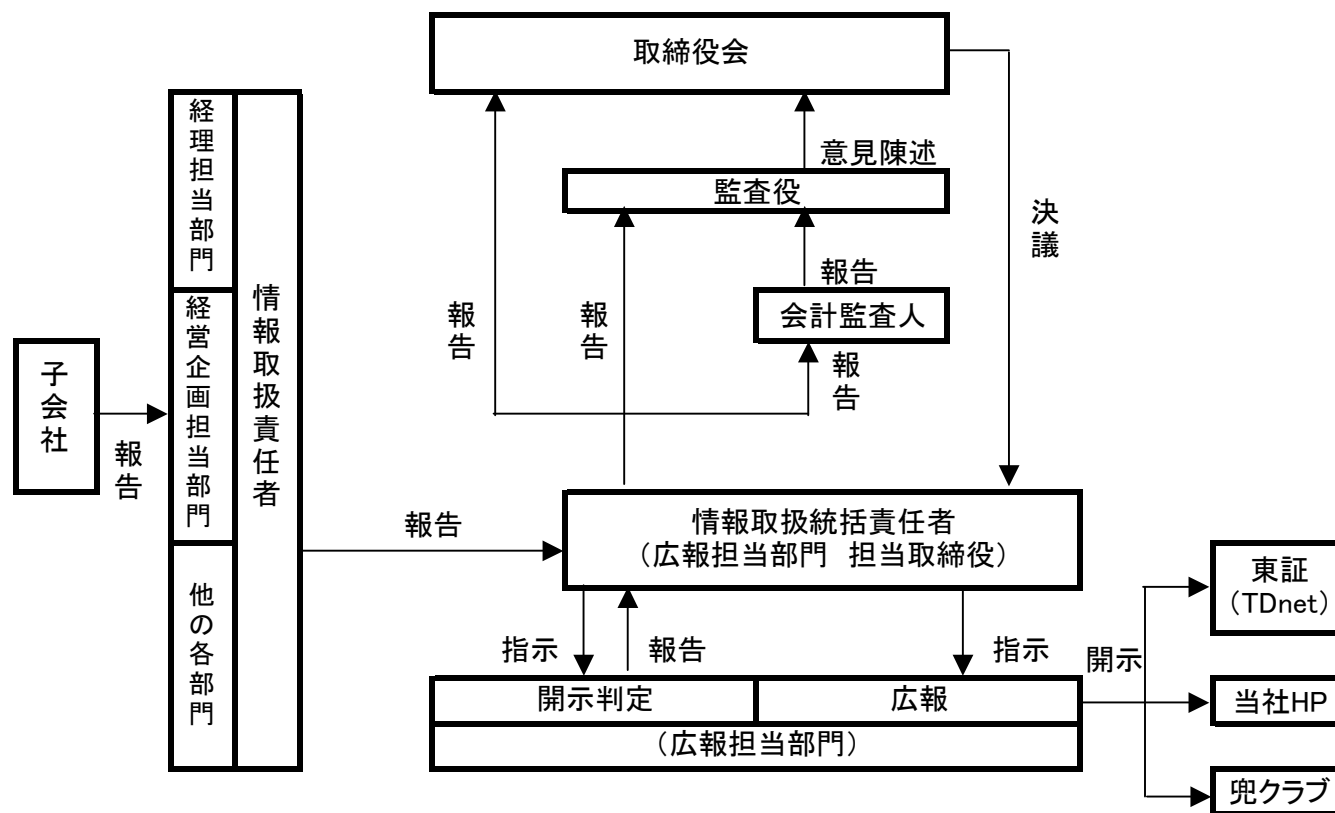 取締役会
意見陳述
監査役
報告
会計監査人
報告
報告
報告
決議
経理担当部門
経営企画担当部門
他の各部門
情報取扱責任者
子会社
報告
報告
情報取扱統括責任者
（広報担当部門　担当取締役）
指示
報告
指示
開示判定
広報
（広報担当部門）
開示
東証
（TDnet）
当社HP
兜クラブ